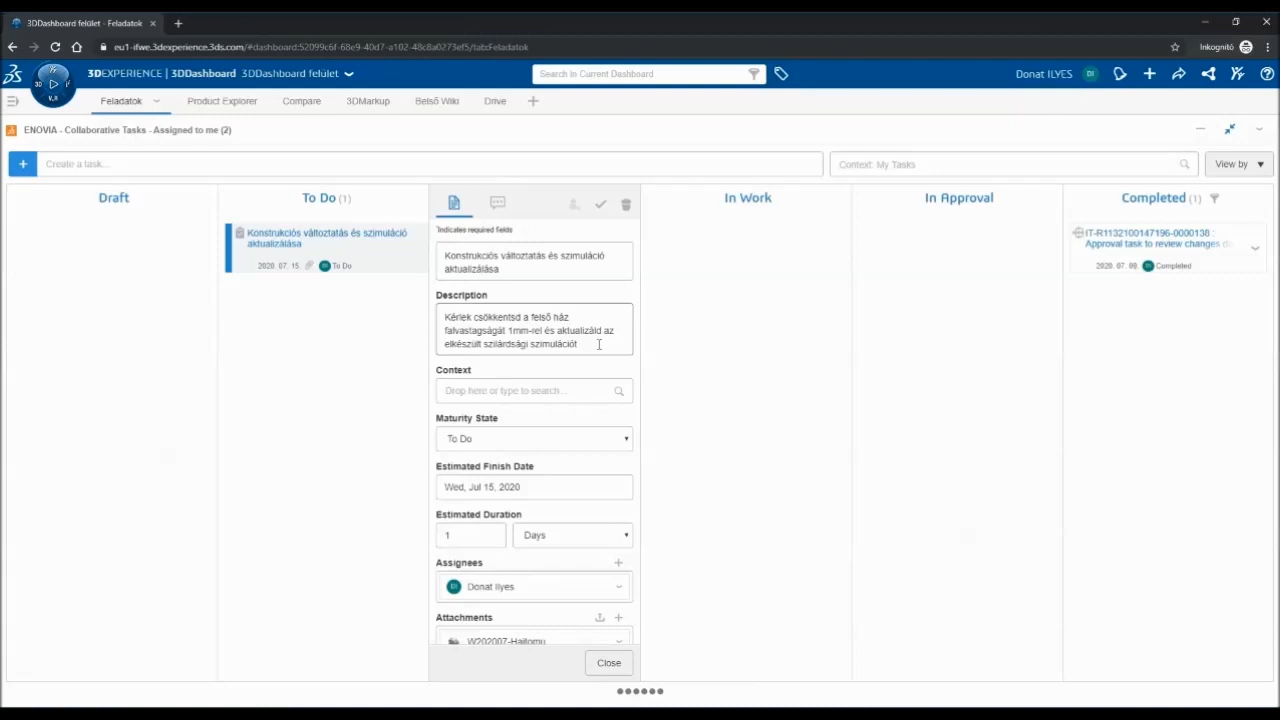 3DDashboard felület - Feladatok
eu1-ifwe.3dexperience.3ds.com/#dashboard:52099c6f-68e9-40d7-a102-48c8a0273ef5/tab:Feladatok
Inkognitó
3DEXPERIENCE | 3DDashboard 3DDashboard felület
Search in Current Dashboard
Donat ILYES
DI
3D
V.R
Feladatok
Product Explorer
Compare
3DMarkup
Belső Wiki
Drive
ENOVIA - Collaborative Tasks - Assigned to me (2)
Create a task...
Context: My Tasks
View by
Draft
To Do (1)
In Work
In Approval
Completed (1)
Konstrukciós változtatás és szimuláció
aktualizálása
2020. 07. 15.
To Do
*Indicates required fields
Konstrukciós változtatás és szimuláció
aktualizálása
Description
Kérlek csökkentsd a felső ház
falvastagságát 1mm-rel és aktualizáld az
elkészült szilárdsági szimulációt
Context
Drop here or type to search...
Maturity State
To Do
Estimated Finish Date
Wed, Jul 15, 2020
Estimated Duration
1
Days
Assignees
DI
Donat Ilyes
Attachments
W202007-Hajtomu
Close
IT-R1132100147196-0000138 :
Approval task to review changes
2020. 07. 09.
Completed